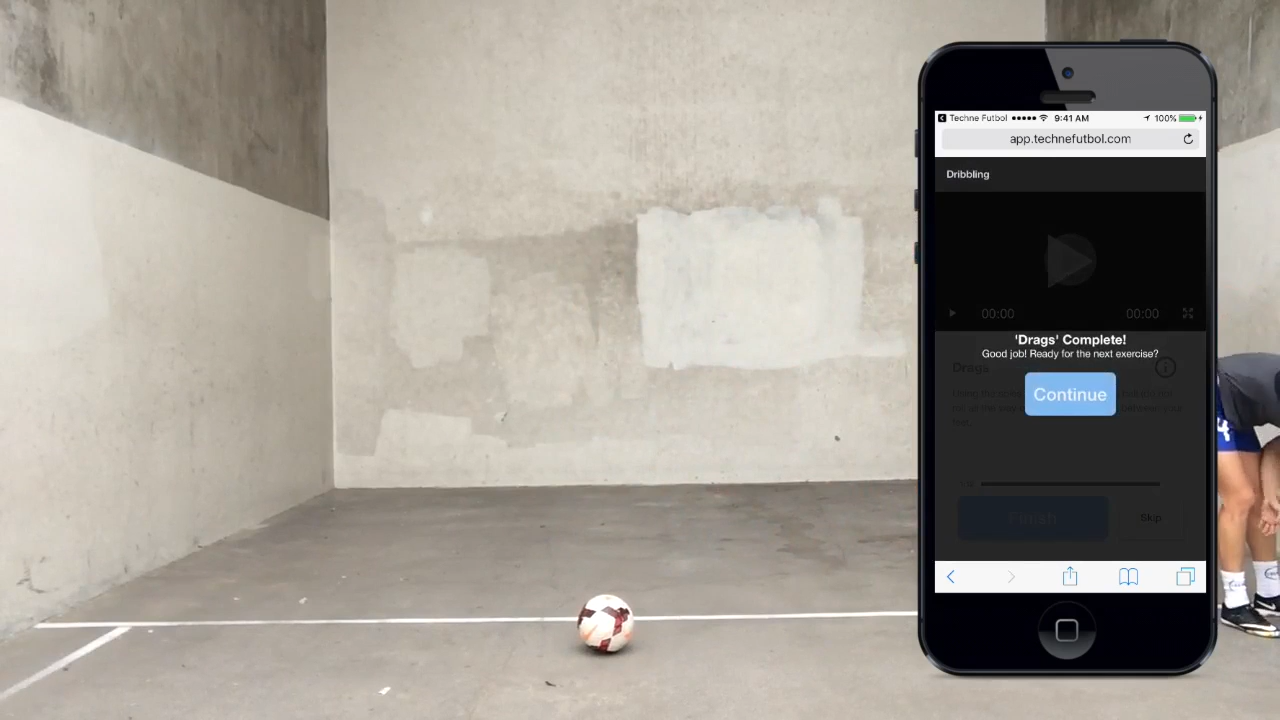 Techne Futbol 9:41 AM 100%
app.technefutbol.com
Dribbling
00:00 00:00
'Drags' Complete!
Good job! Ready for the next exercise?
Drags
Continue
Finish Skip
4